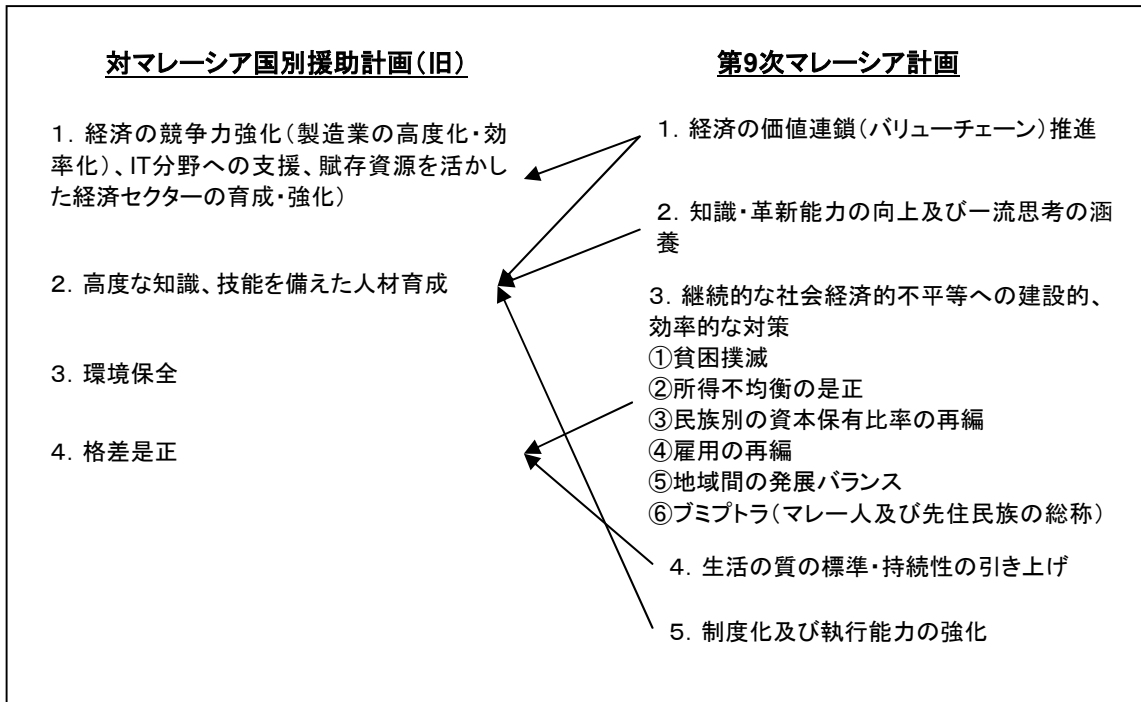 対マレーシア国別援助計画(旧)
1．経済の競争力強化(製造業の高度化・効
率化)、IT分野への支援、賦存資源を活かし
た経済セクターの育成・強化)
2．高度な知識、技能を備えた人材育成
3．環境保全
4．格差是正
第9次マレーシア計画
1．経済の価値連鎖(バリューチェーン)推進
2．知識・革新能力の向上及び一流思考の涵
養
3．継続的な社会経済的不平等への建設的、
効率的な対策
①貧困撲滅
②所得不均衡の是正
③民族別の資本保有比率の再編
④雇用の再編
⑤地域間の発展バランス
⑥ブミプトラ(マレー人及び先住民族の総称)
4．生活の質の標準・持続性の引き上げ
5．制度化及び執行能力の強化